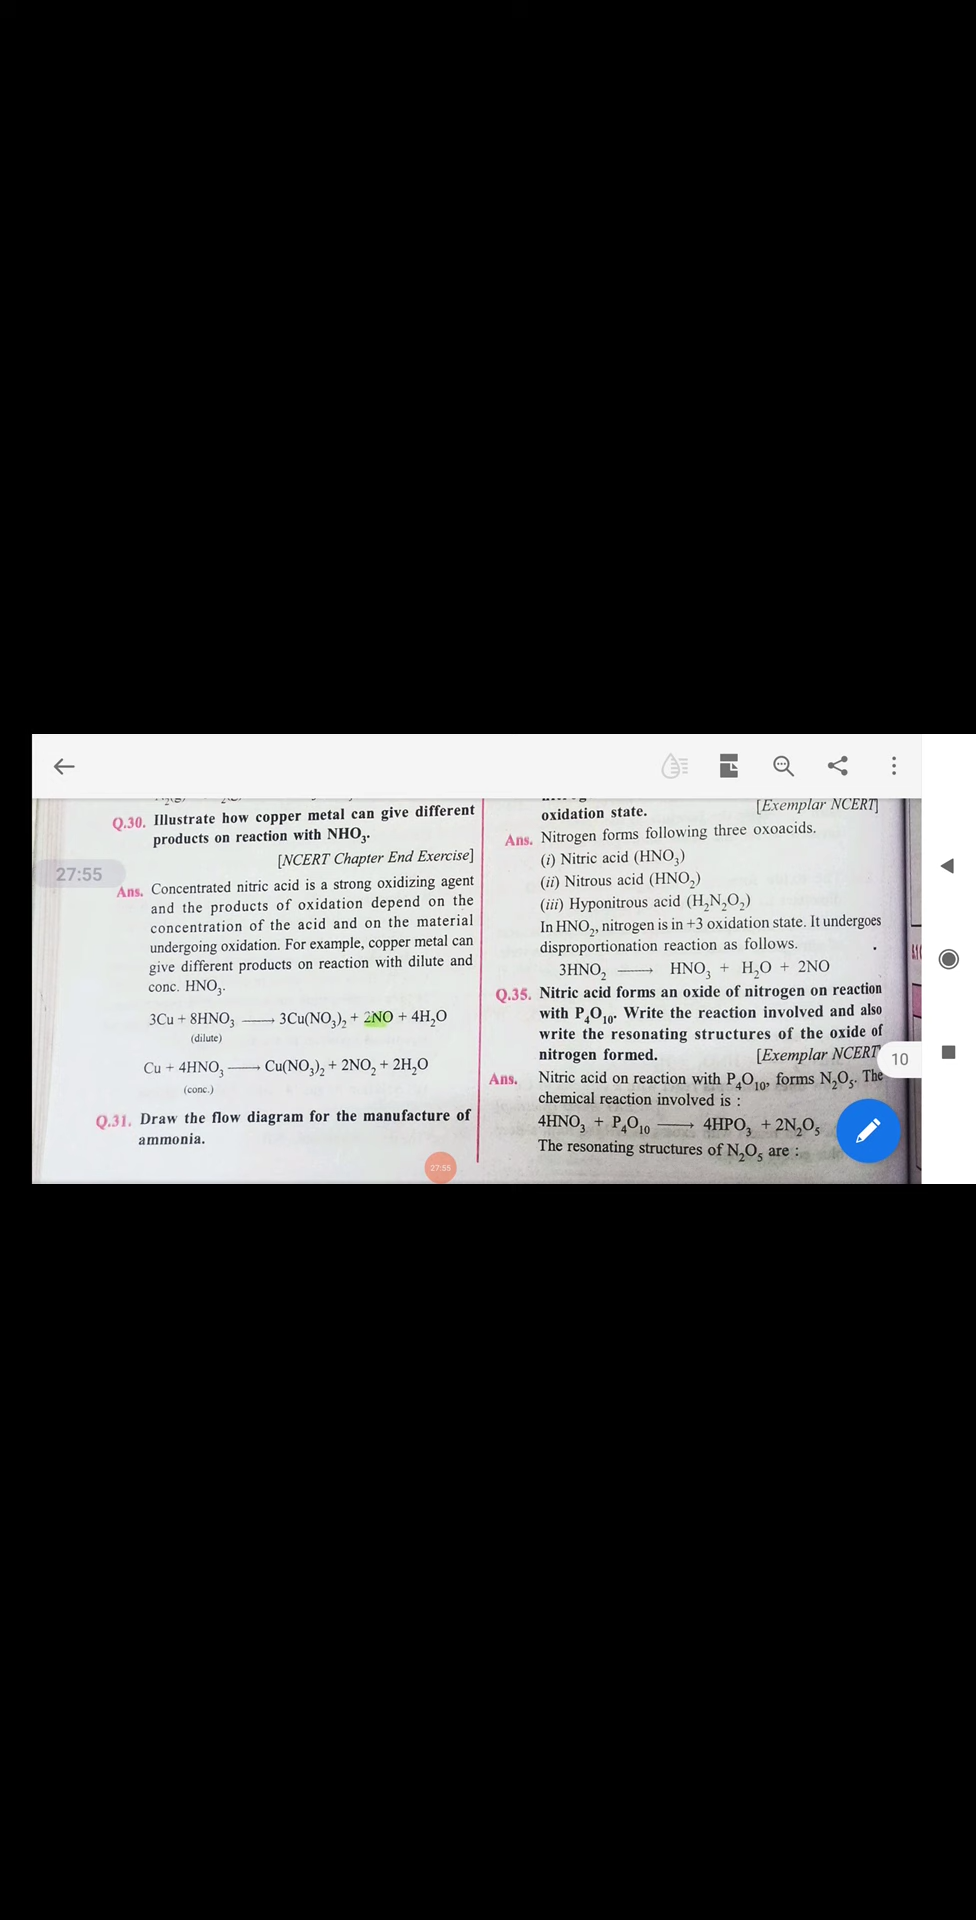 Q.30. Illustrate how copper metal can give different
products on reaction with NHO₃.
[NCERT Chapter End Exercise]
27:55
Ans. Concentrated nitric acid is a strong oxidizing agent
and the products of oxidation depend on the
concentration of the acid and on the material
undergoing oxidation. For example, copper metal can
give different products on reaction with dilute and
conc. HNO₃.
3Cu + 8HNO₃ ⟶ 3Cu(NO₃)₂ + 2NO + 4H₂O
(dilute)
Cu + 4HNO₃ ⟶ Cu(NO₃)₂ + 2NO₂ + 2H₂O
(conc.)
Q.31. Draw the flow diagram for the manufacture of
ammonia.
27:55
oxidation state. [Exemplar NCERT]
Ans. Nitrogen forms following three oxoacids.
(i) Nitric acid (HNO₃)
(ii) Nitrous acid (HNO₂)
(iii) Hyponitrous acid (H₂N₂O₂)
In HNO₂, nitrogen is in +3 oxidation state. It undergoes
disproportionation reaction as follows.
3HNO₂ ⟶ HNO₃ + H₂O + 2NO
Q.35. Nitric acid forms an oxide of nitrogen on reaction
with P₄O₁₀. Write the reaction involved and also
write the resonating structures of the oxide of
nitrogen formed. [Exemplar NCERT
10
Ans. Nitric acid on reaction with P₄O₁₀, forms N₂O₅. The
chemical reaction involved is :
4HNO₃ + P₄O₁₀ ⟶ 4HPO₃ + 2N₂O₅
The resonating structures of N₂O₅ are :